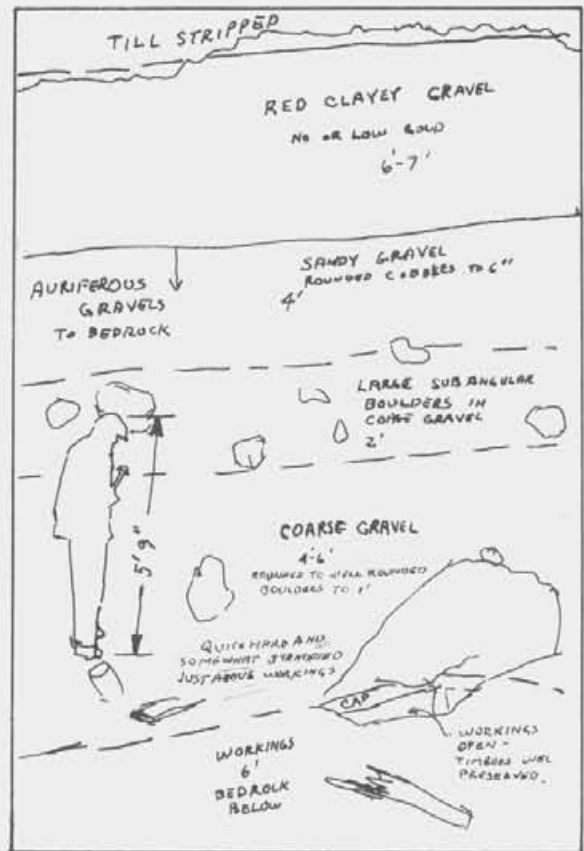 TILL STRIPPED
RED CLAYEY GRAVEL
NO OR LOW GOLD
6'-7'
SANDY GRAVEL
ROUNDED COBBLES TO 6"
4'
AURIFEROUS
GRAVELS
TO BEDROCK
LARGE SUBANGULAR
BOULDERS IN
GRAVEL
2'
5'9"
COARSE GRAVEL
4-6'
ROUNDED TO WELL ROUNDED
BOULDERS TO 1'
QUITE HARD AND
SOMEWHAT STRATIFIED
JUST ABOVE WORKINGS
CAP
WORKINGS
OPEN -
TIMBERS WELL
PRESERVED.
WORKINGS
6'
BEDROCK
BELOW